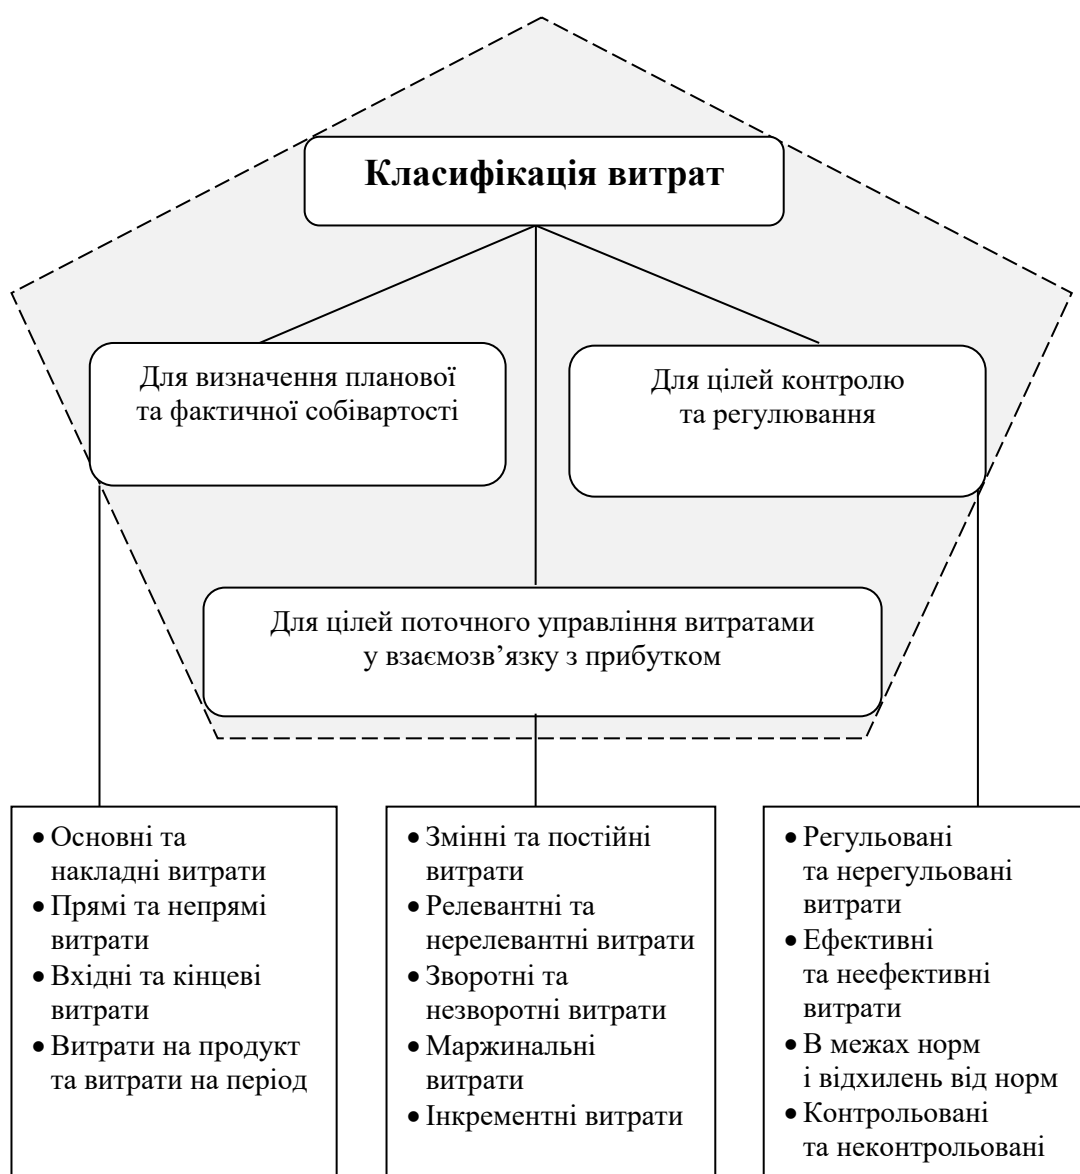 Класифікація витрат
Для визначення планової
та фактичної собівартості
Для цілей контролю
та регулювання
Для цілей поточного управління витратами
у взаємозв’язку з прибутком
• Основні та
накладні витрати
• Прямі та непрямі
витрати
• Вхідні та кінцеві
витрати
• Витрати на продукт
та витрати на період
• Змінні та постійні
витрати
• Релевантні та
нерелевантні витрати
• Зворотні та
незворотні витрати
• Маржинальні
витрати
• Інкрементні витрати
• Регульовані
та нерегульовані
витрати
• Ефективні
та неефективні
витрати
• В межах норм
і відхилень від норм
• Контрольовані
та неконтрольовані